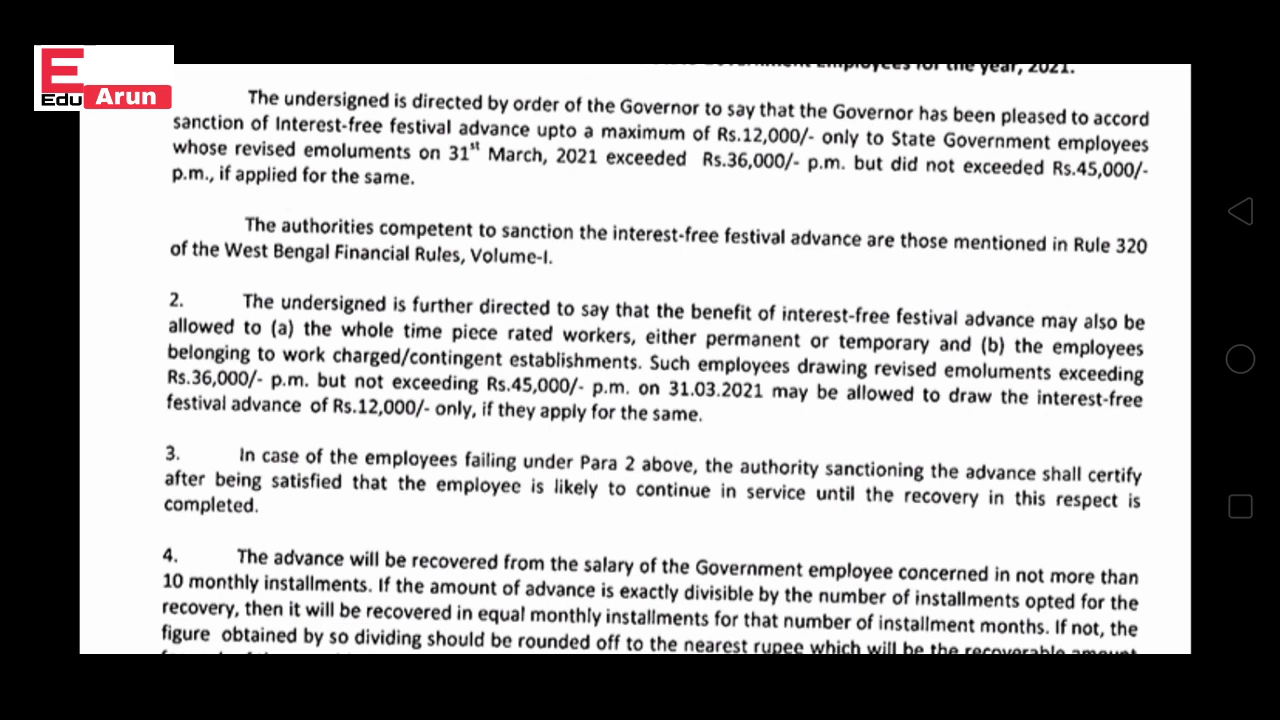 E
Edu Arun
Government Employees for the year, 2021.
The undersigned is directed by order of the Governor to say that the Governor has been pleased to accord
sanction of Interest-free festival advance upto a maximum of Rs.12,000/- only to State Government employees
whose revised emoluments on 31st March, 2021 exceeded Rs.36,000/- p.m. but did not exceeded Rs.45,000/-
p.m., if applied for the same.
The authorities competent to sanction the interest-free festival advance are those mentioned in Rule 320
of the West Bengal Financial Rules, Volume-I.
2. The undersigned is further directed to say that the benefit of interest-free festival advance may also be
allowed to (a) the whole time piece rated workers, either permanent or temporary and (b) the employees
belonging to work charged/contingent establishments. Such employees drawing revised emoluments exceeding
Rs.36,000/- p.m. but not exceeding Rs.45,000/- p.m. on 31.03.2021 may be allowed to draw the interest-free
festival advance of Rs.12,000/- only, if they apply for the same.
3. In case of the employees failing under Para 2 above, the authority sanctioning the advance shall certify
after being satisfied that the employee is likely to continue in service until the recovery in this respect is
completed.
4. The advance will be recovered from the salary of the Government employee concerned in not more than
10 monthly installments. If the amount of advance is exactly divisible by the number of installments opted for the
recovery, then it will be recovered in equal monthly installments for that number of installment months. If not, the
figure obtained by so dividing should be rounded off to the nearest rupee which will be the recoverable amount